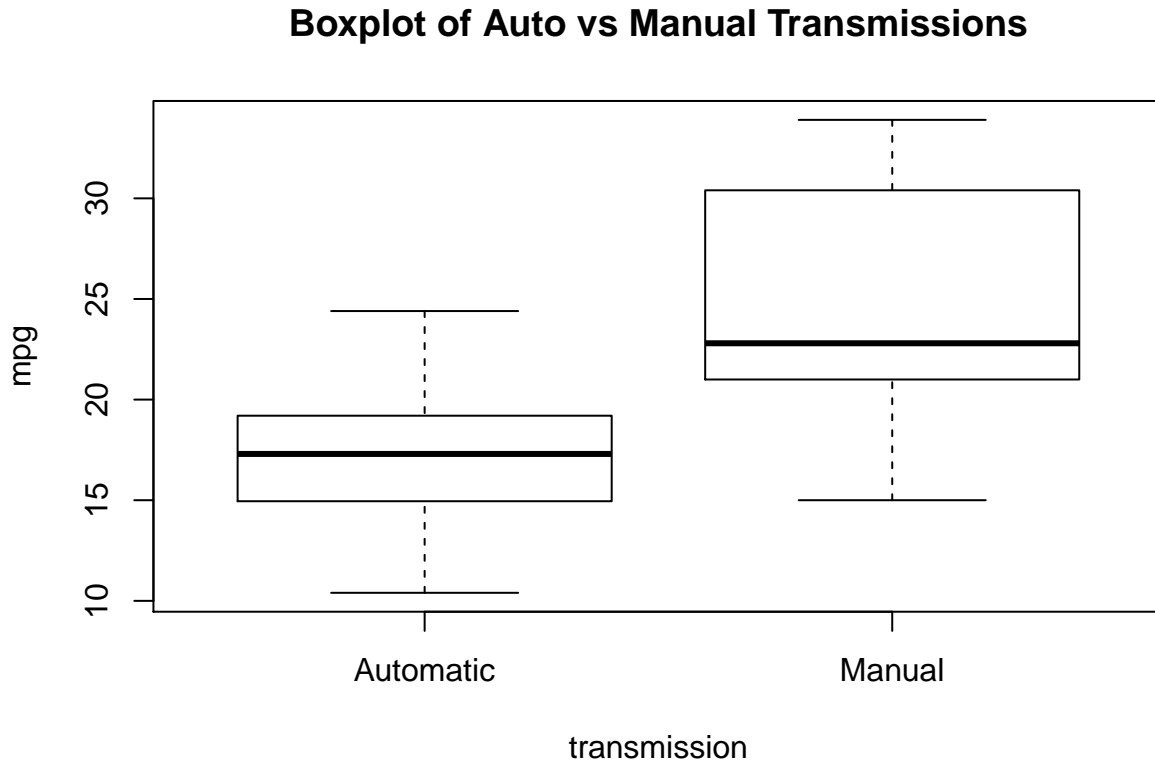 Boxplot of Auto vs Manual Transmissions
mpg
30
25
20
15
10
Automatic
Manual
transmission